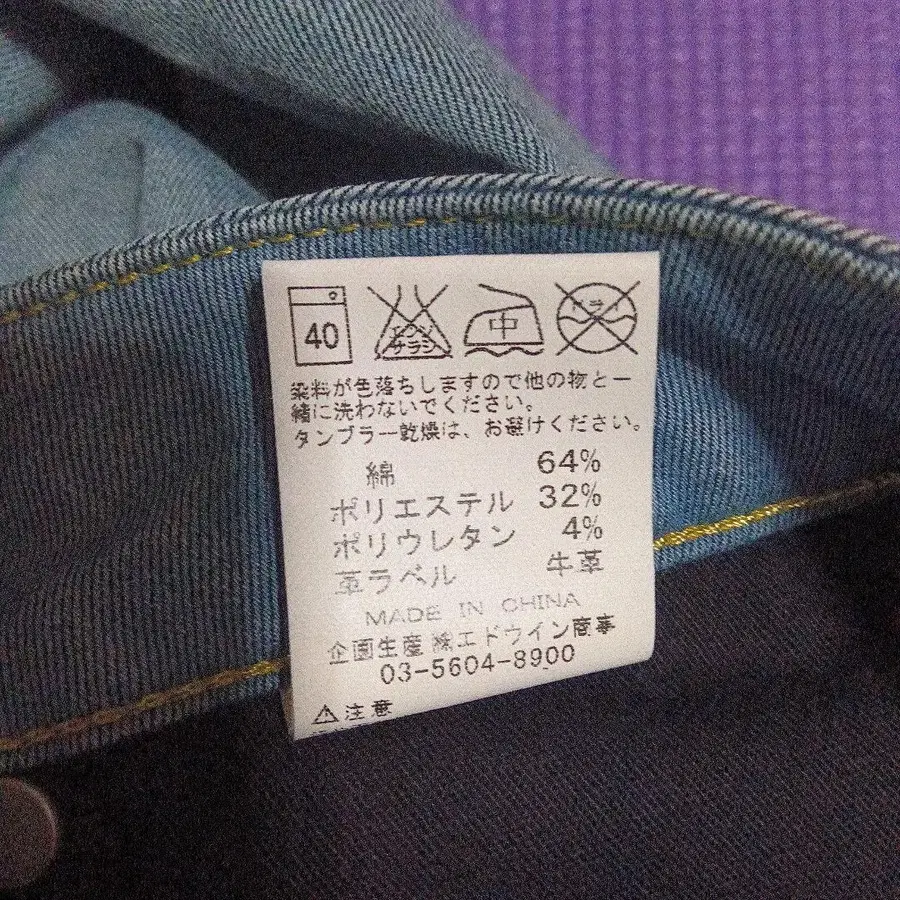 40
エンソ
サラシ
中
ドライ
染料が色落ちしますので他の物と一
緒に洗わないでください。
タンブラー乾燥は、お避けください。
綿 64%
ポリエステル 32%
ポリウレタン 4%
革ラベル 牛革
MADE IN CHINA
企画生産 ㈱エドウイン商事
03-5604-8900
⚠注意